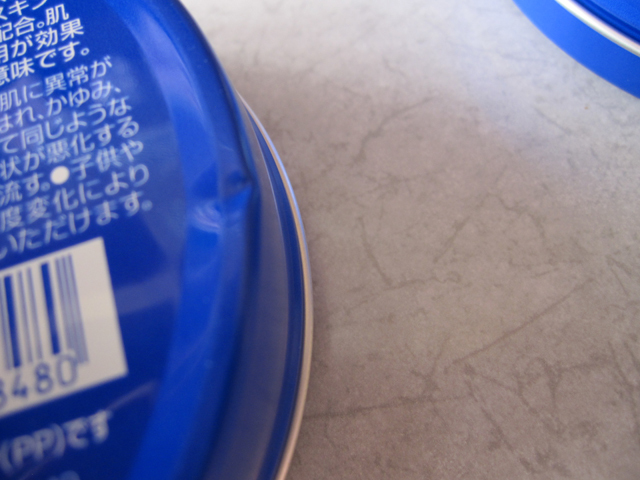 スキン
配合。肌
用が効果
意味です。
肌に異常が
はれ、かゆみ、
て同じような
状が悪化する
流す。●子供や
度変化により
いただけます。
3480
(PP)です